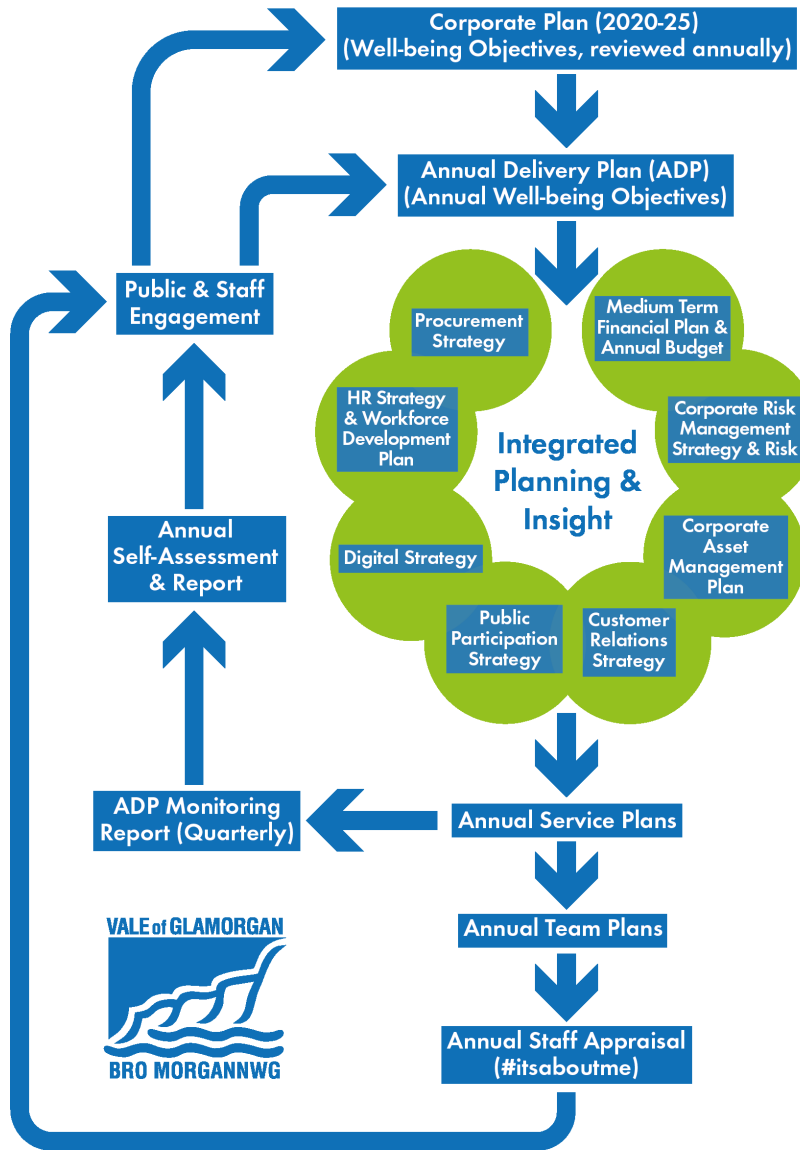 Corporate Plan (2020-25)
(Well-being Objectives, reviewed annually)
Annual Delivery Plan (ADP)
(Annual Well-being Objectives)
Public & Staff
Engagement
Procurement
Strategy
Medium Term
Financial Plan &
Annual Budget
HR Strategy
& Workforce
Development
Plan
Corporate Risk
Management
Strategy & Risk
Integrated
Planning &
Insight
Annual
Self-Assessment
& Report
Digital Strategy
Corporate
Asset
Management
Plan
Public
Participation
Strategy
Customer
Relations
Strategy
ADP Monitoring
Report (Quarterly)
Annual Service Plans
Annual Team Plans
VALE of GLAMORGAN
BRO MORGANNWG
Annual Staff Appraisal
(#itsaboutme)